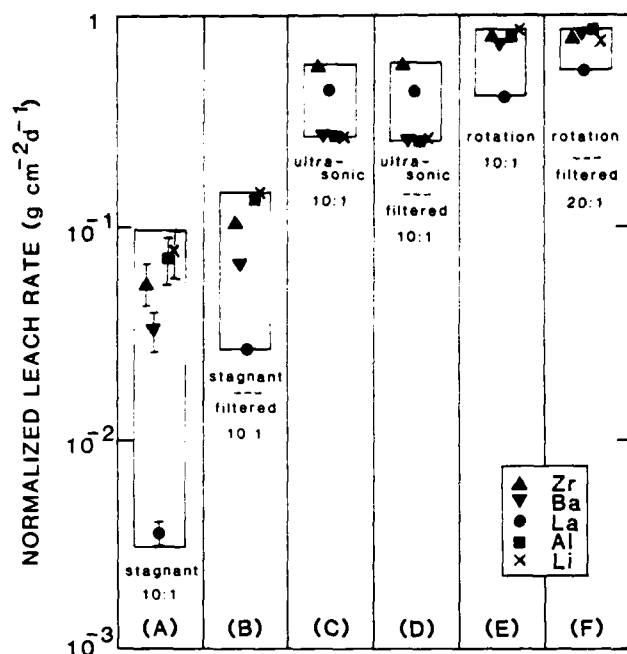 NORMALIZED LEACH RATE (g cm⁻²d⁻¹)
1
10⁻¹
10⁻²
10⁻³
stagnant
10:1
(A)
stagnant
---
filtered
10 1
(B)
ultra-
sonic
10:1
(C)
ultra-
sonic
---
filtered
10:1
(D)
rotation
10:1
(E)
rotation
---
filtered
20:1
(F)
Zr
Ba
La
Al
Li